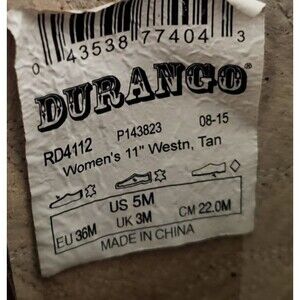 0 43538 77404 3
DURANGO®
RD4112 P143823 08-15
Women's 11" Westn, Tan
US 5M
EU 36M UK 3M CM 22.0M
MADE IN CHINA